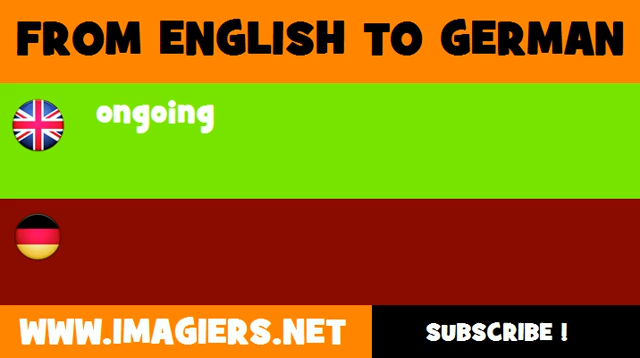 FROM ENGLISH TO GERMAN
ongoing
WWW.IMAGIERS.NET
SUBSCRIBE !